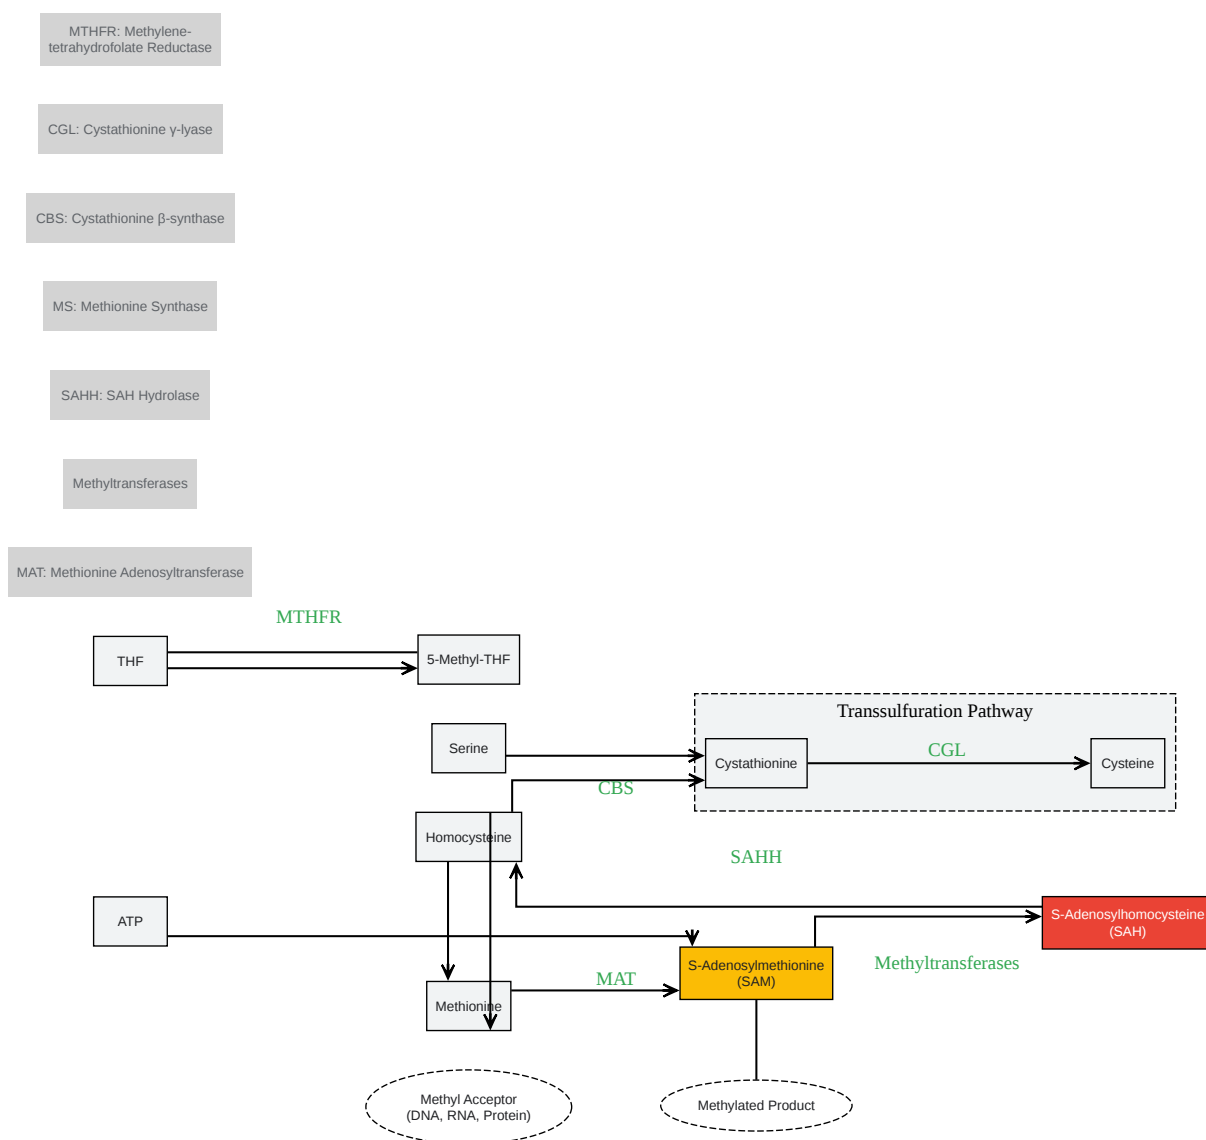 MTHFR: Methylene-
tetrahydrofolate Reductase
CGL: Cystathionine γ-lyase
CBS: Cystathionine β-synthase
MS: Methionine Synthase
SAHH: SAH Hydrolase
Methyltransferases
MAT: Methionine Adenosyltransferase
MTHFR
THF
5-Methyl-THF
Transsulfuration Pathway
Serine
Cystathionine
CGL
Cysteine
CBS
Homocysteine
SAHH
ATP
S-Adenosylhomocysteine
(SAH)
S-Adenosylmethionine
(SAM)
Methyltransferases
MAT
Methionine
Methyl Acceptor
(DNA, RNA, Protein)
Methylated Product